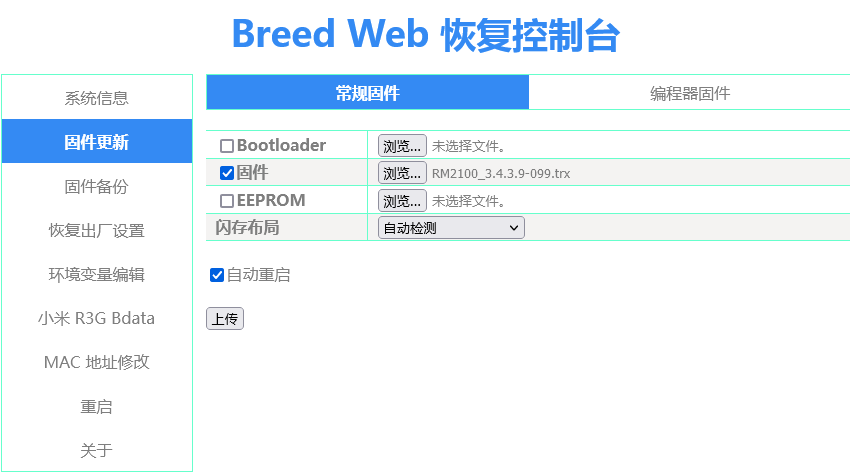 Breed Web 恢复控制台
系统信息
固件更新
固件备份
恢复出厂设置
环境变量编辑
小米 R3G Bdata
MAC 地址修改
重启
关于
常规固件 编程器固件
Bootloader 浏览... 未选择文件。
固件 浏览... RM2100_3.4.3.9-099.trx
EEPROM 浏览... 未选择文件。
闪存布局 自动检测
自动重启
上传